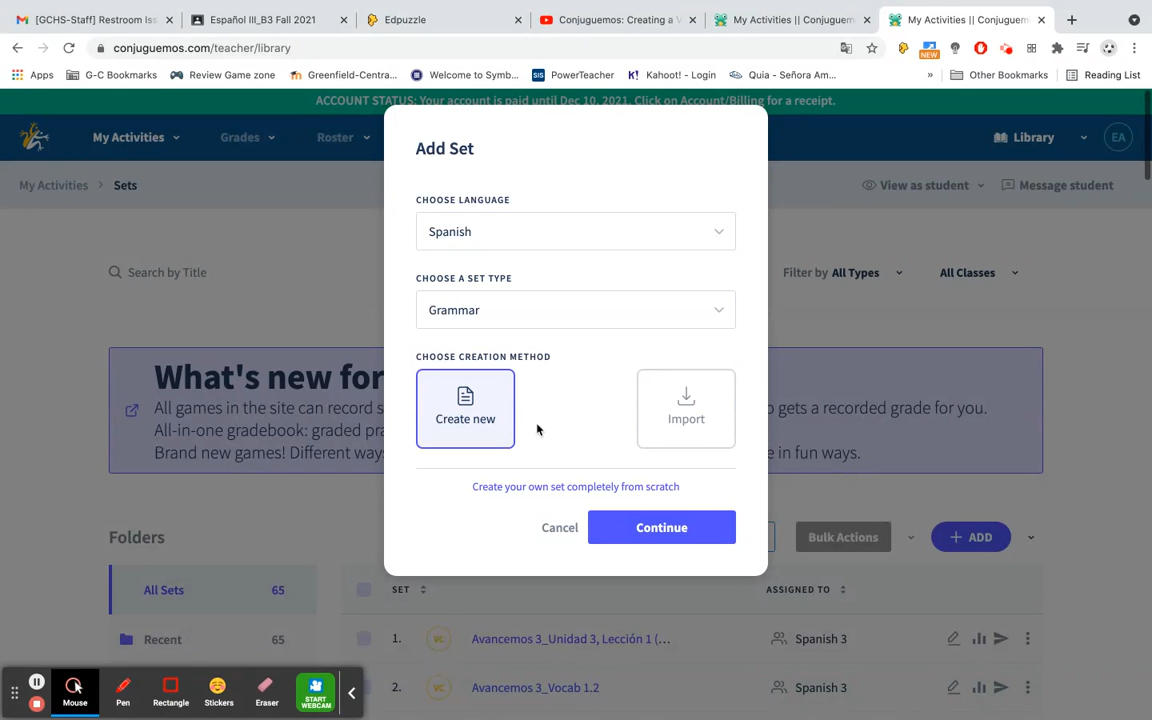 [GCHS-Staff] Restroom Iss
Español III_B3 Fall 2021
Edpuzzle
Conjuguemos: Creating a V
My Activities || Conjuguem
My Activities || Conjuguem
conjuguemos.com/teacher/library
NEW
Apps
G-C Bookmarks
Review Game zone
Greenfield-Centra...
Welcome to Symb...
SIS
PowerTeacher
K!
Kahoot! - Login
Quia - Señora Am...
»
Other Bookmarks
Reading List
ACCOUNT STATUS: Your account is paid until Dec 10, 2021. Click on Account/Billing for a receipt.
My Activities
Grades
Roster
Library
EA
My Activities > Sets
View as student
Message student
Add Set
CHOOSE LANGUAGE
Spanish
Search by Title
Filter by All Types
All Classes
CHOOSE A SET TYPE
Grammar
CHOOSE CREATION METHOD
Create new
Import
What's new for
All games in the site can record s
o gets a recorded grade for you.
All-in-one gradebook: graded pra
Brand new games! Different way
e in fun ways.
Create your own set completely from scratch
Cancel
Continue
Folders
Bulk Actions
+ ADD
All Sets 65
SET
ASSIGNED TO
Recent 65
1. VC Avancemos 3_Unidad 3, Lección 1 (... Spanish 3
2. VC Avancemos 3_Vocab 1.2 Spanish 3
Mouse
Pen
Rectangle
Stickers
Eraser
START
WEBCAM